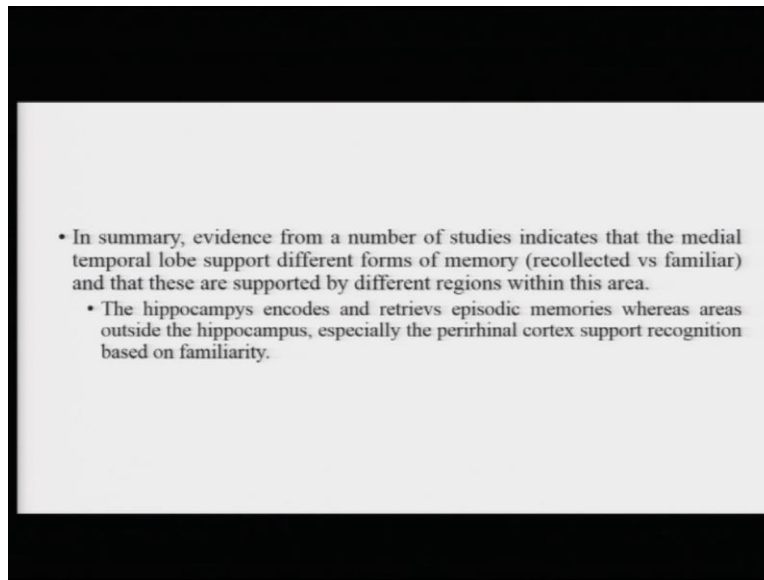 • In summary, evidence from a number of studies indicates that the medial
temporal lobe support different forms of memory (recollected vs familiar)
and that these are supported by different regions within this area.
• The hippocampys encodes and retrievs episodic memories whereas areas
outside the hippocampus, especially the perirhinal cortex support recognition
based on familiarity.